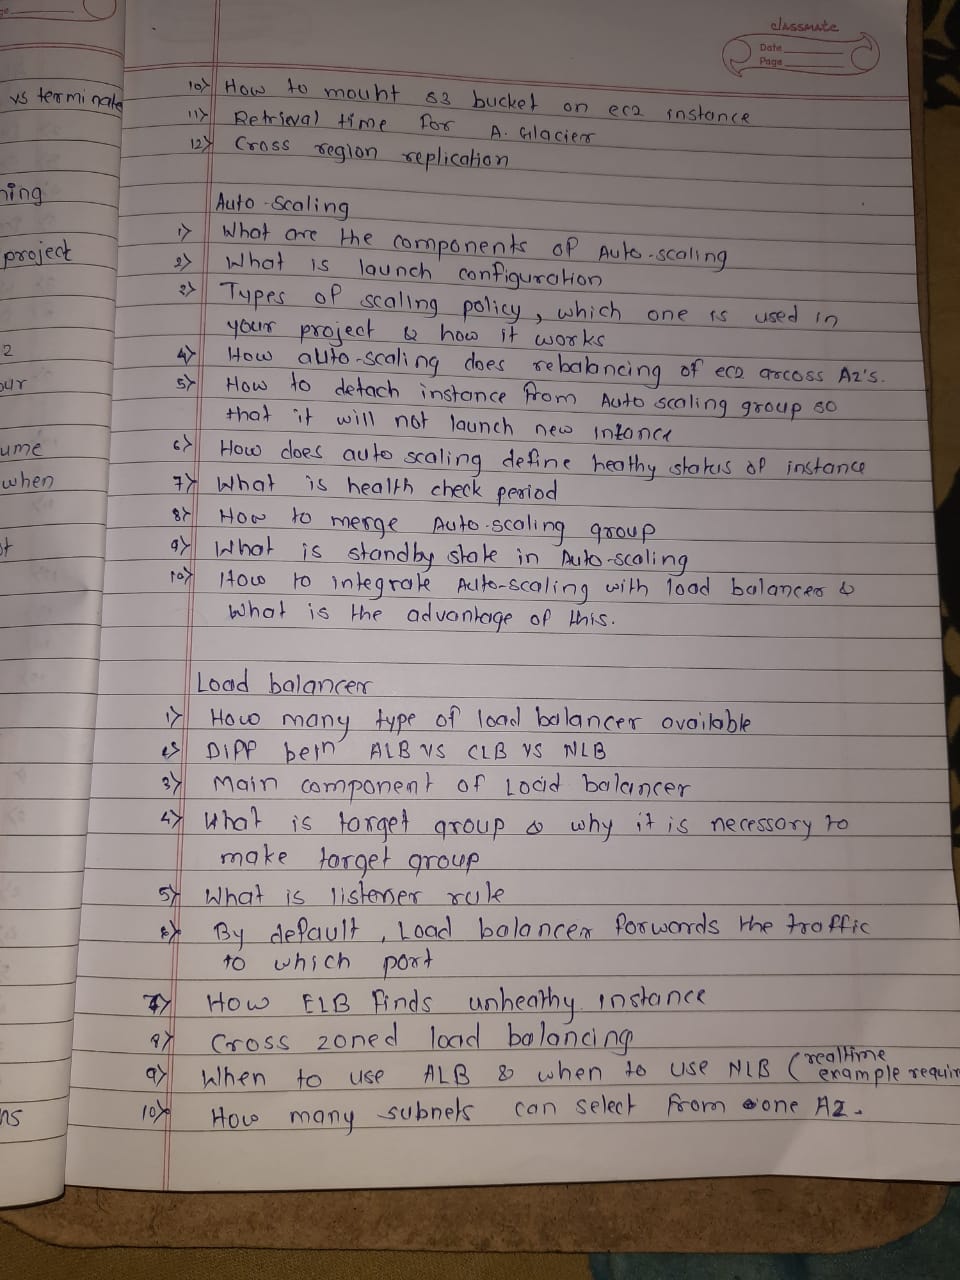 classmate
Date
Page
vs terminate
ning
project
2
our
ume
when
ns
10> How to mount s3 bucket on ec2 instance
11> Retrieval time for A. Glacier
12> Cross region replication
Auto-Scaling
1> What are the components of Auto-scaling
2> What is launch configuration
3> Types of scaling policy, which one is used in
your project & how it works
4> How auto-scaling does rebalancing of ec2 arcoss AZ's.
5> How to detach instance from Auto scaling group so
that it will not launch new intance
6> How does auto scaling define heathy status of instance
7> What is health check period
8> How to merge Auto-scaling group
9> What is standby state in Auto-scaling
10> How to integrate Auto-scaling with load balancer &
What is the advantage of this.
Load balancer
1> How many type of load balancer available
2> Diff betn ALB vs CLB vs NLB
3> Main component of Load balancer
4> What is target group & why it is necessary to
make target group
5> What is listener rule
6> By default, Load balancer forwards the traffic
to which port
7> How ELB finds unheathy instance
8> Cross zoned load balancing
9> When to use ALB & when to use NLB (realtime
example requir
10> How many subnets can select from one AZ.